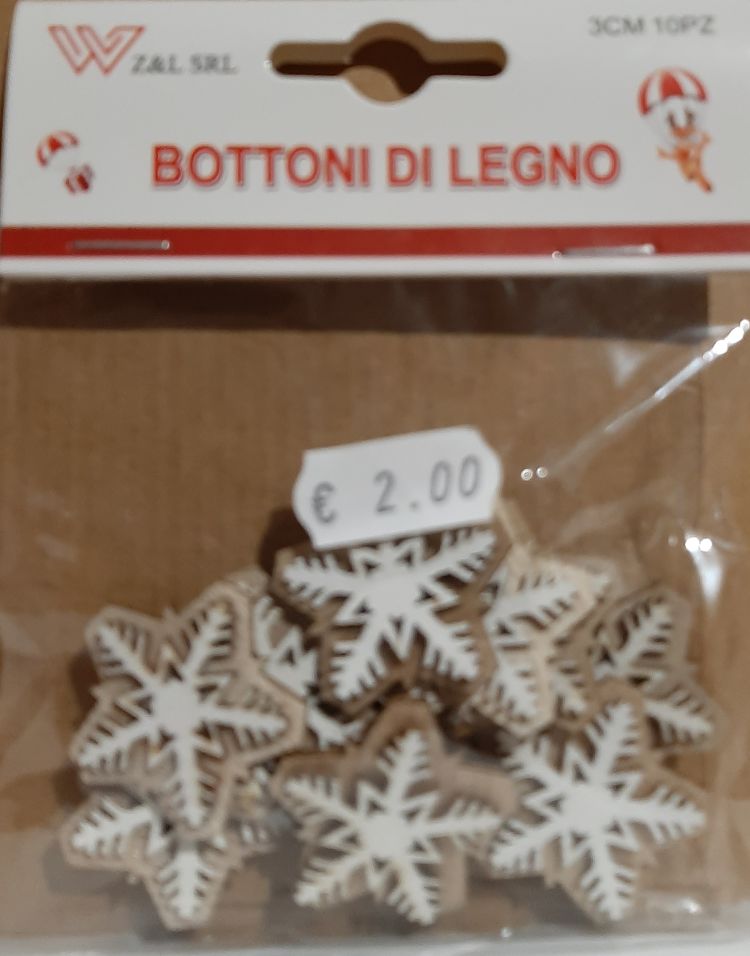 3CM 10PZ
W Z&L SRL
BOTTONI DI LEGNO
€ 2.00